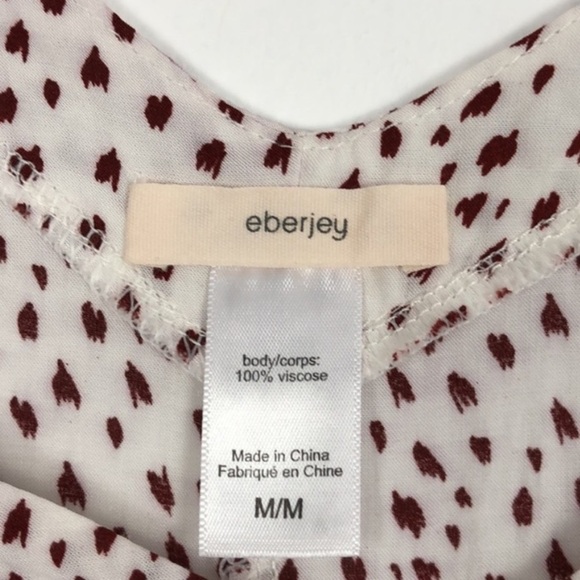 eberjey
body/corps:
100% viscose
Made in China
Fabriqué en Chine
M/M